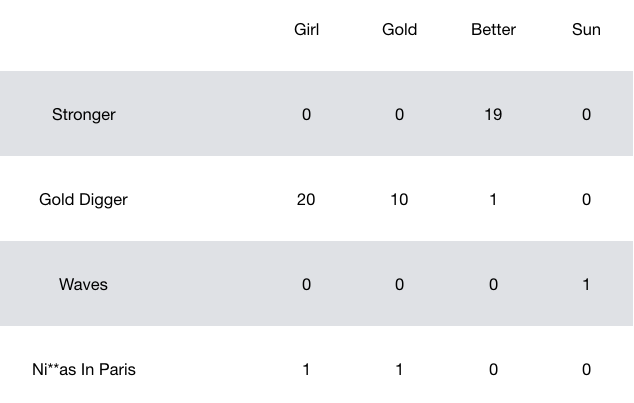 Girl Gold Better Sun
Stronger 0 0 19 0
Gold Digger 20 10 1 0
Waves 0 0 0 1
Ni**as In Paris 1 1 0 0